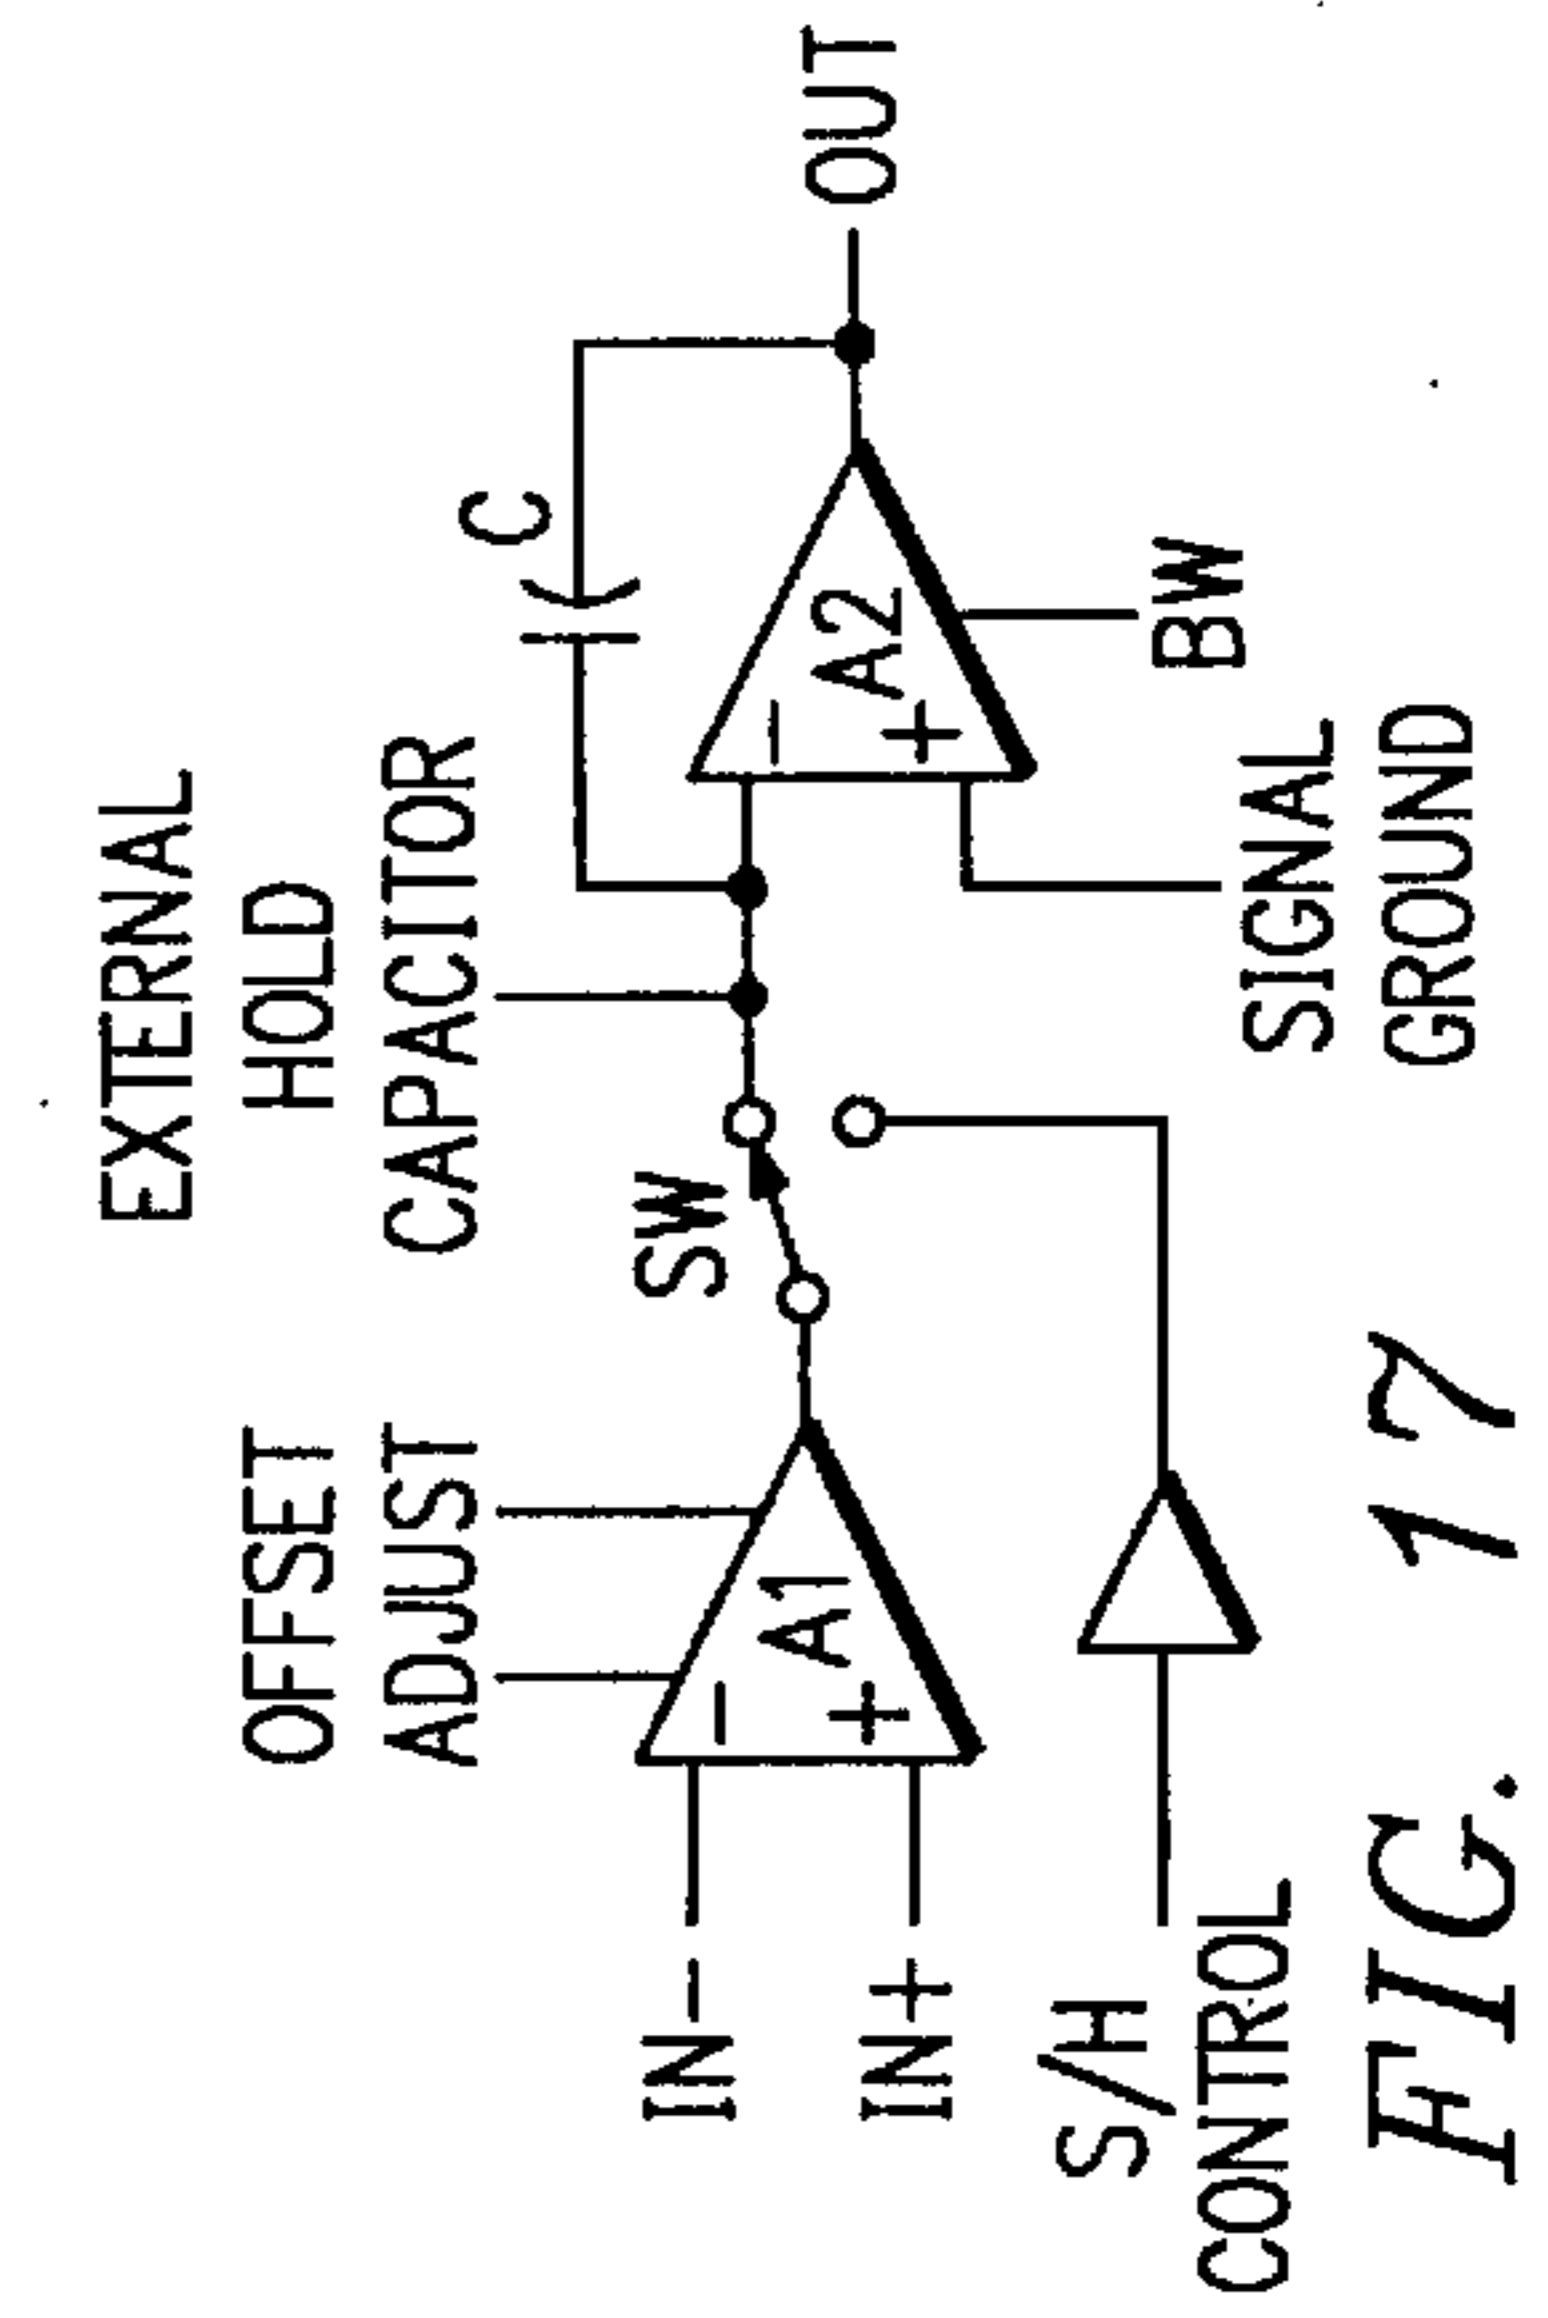 EXTERNAL
HOLD
CAPACITOR
OFFSET
ADJUST
C
SW
OUT
IN-
-
A1
+
IN+
-
A2
+
S/H
CONTROL
BW
SIGNAL
GROUND
FIG. 17